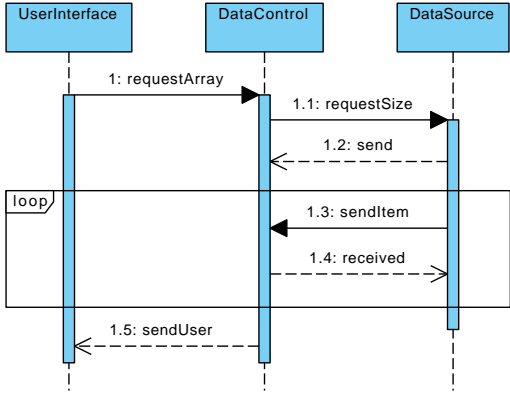 UserInterface
DataControl
DataSource
1: requestArray
1.1: requestSize
1.2: send
loop
1.3: sendItem
1.4: received
1.5: sendUser